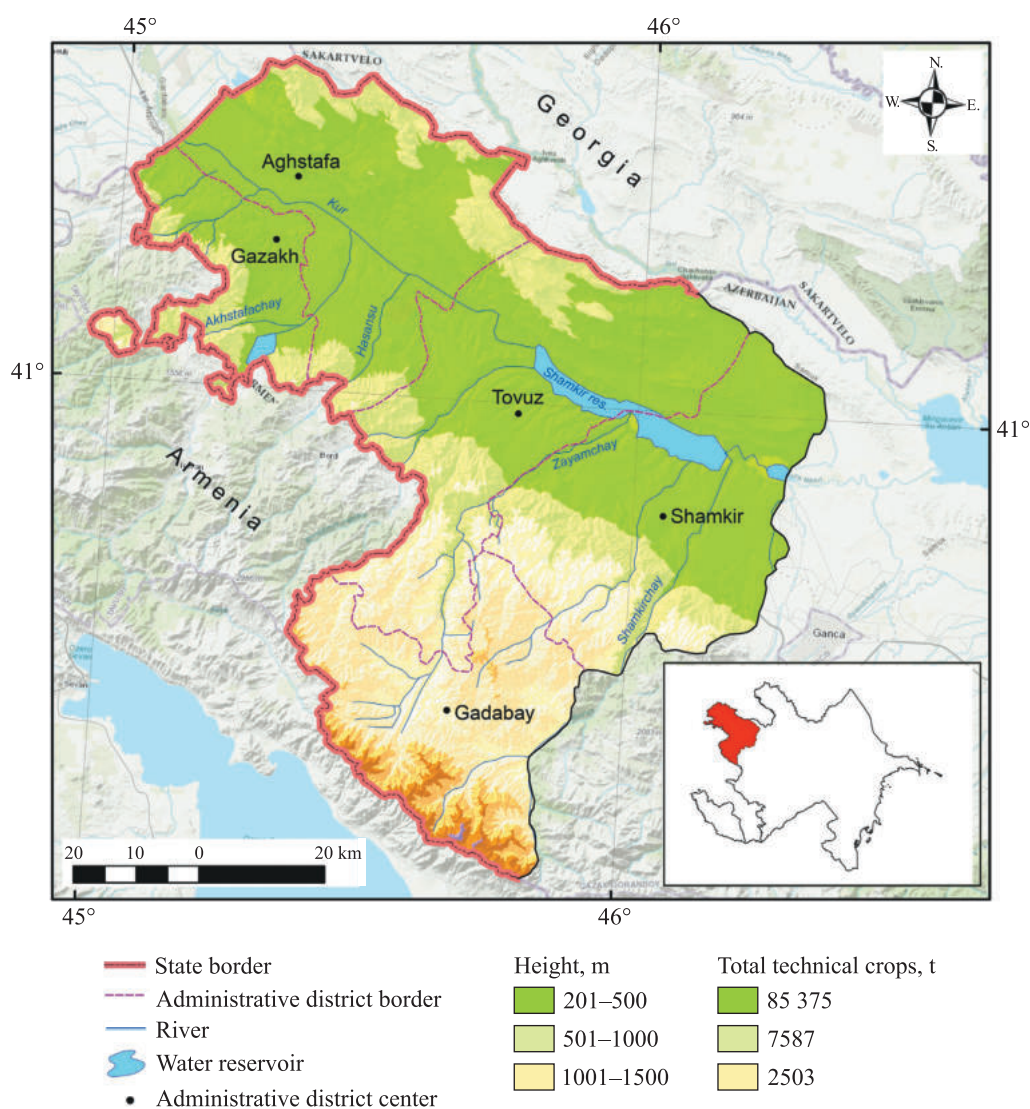 45°
46°
SAKARTVELO
N.
W.
E.
S.
Georgia
Aghstafa
Kur
Gazakh
AZERBAIJAN
SAKARTVELO
Akhstafachay
Hasansu
41°
Shamkir res.
Tovuz
41°
Zayamchay
Armenia
Shamkir
Shamkirchay
Ganca
Gadabay
20 10 0 20 km
45°
46°
State border
Administrative district border
River
Water reservoir
Administrative district center
Height, m
201–500
501–1000
1001–1500
Total technical crops, t
85 375
7587
2503